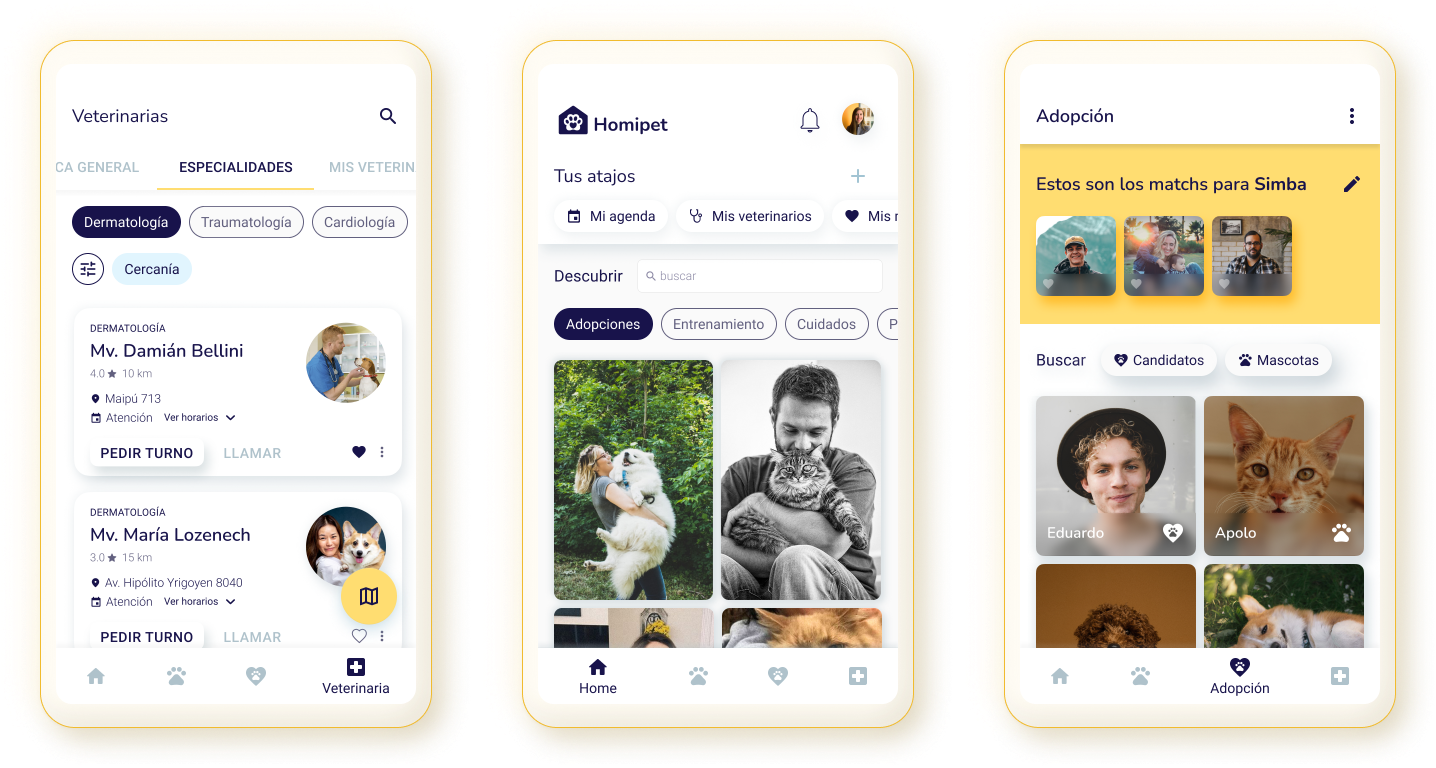 Veterinarias
CA GENERAL ESPECIALIDADES MIS VETERIN
Dermatología Traumatología Cardiología
Cercanía
DERMATOLOGÍA
Mv. Damián Bellini
4.0 10 km
Maipú 713
Atención Ver horarios
PEDIR TURNO LLAMAR
DERMATOLOGÍA
Mv. María Lozenech
3.0 15 km
Av. Hipólito Yrigoyen 8040
Atención Ver horarios
PEDIR TURNO LLAMAR
Veterinaria
Homipet
Tus atajos
Mi agenda Mis veterinarios Mis r
Descubrir buscar
Adopciones Entrenamiento Cuidados P
Home
Adopción
Estos son los matchs para Simba
Buscar Candidatos Mascotas
Eduardo Apolo
Adopción